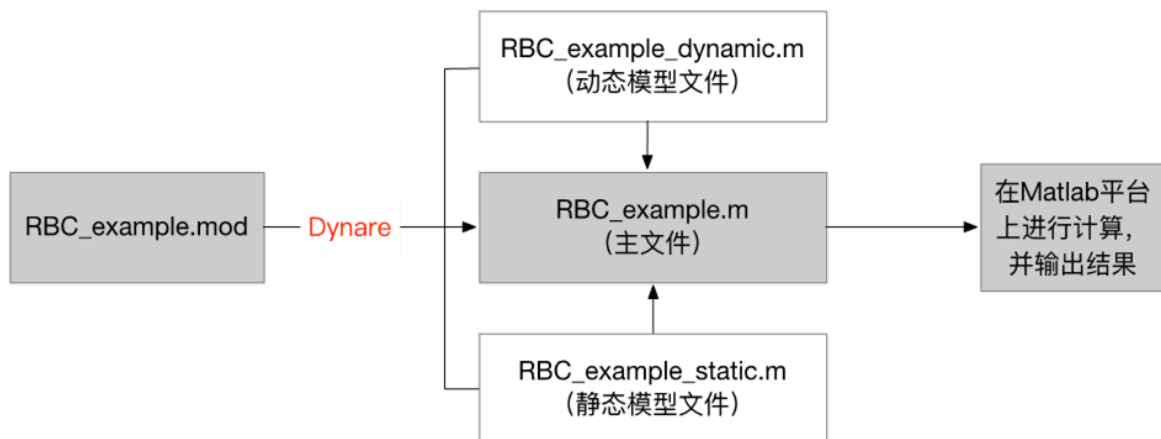 RBC_example_dynamic.m
（动态模型文件）
RBC_example.mod
Dynare
RBC_example.m
（主文件）
在Matlab平台
上进行计算，
并输出结果
RBC_example_static.m
（静态模型文件）